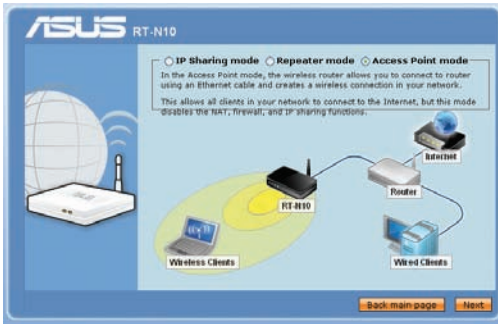 ASUS RT-N10
IP Sharing mode Repeater mode Access Point mode
In the Access Point mode, the wireless router allows you to connect to router
using an Ethernet cable and creates a wireless connection in your network.
This allows all clients in your network to connect to the Internet, but this mode
disables the NAT, firewall, and IP sharing functions.
Internet
Router
RT-N10
Wireless Clients
Wired Clients
Back main page Next